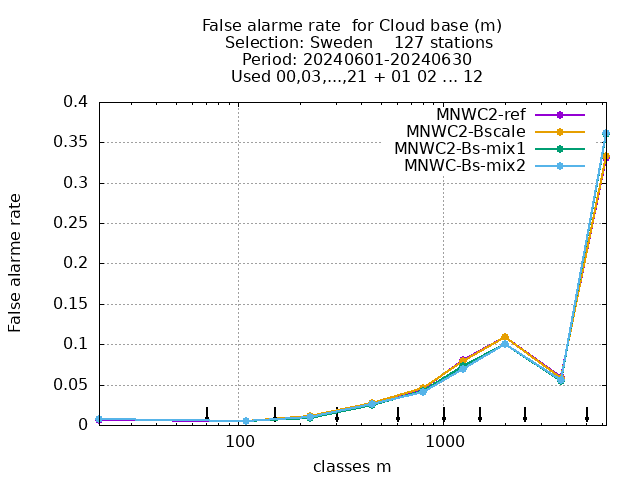 False alarme rate  for Cloud base (m)
Selection: Sweden    127 stations
Period: 20240601-20240630
Used 00,03,...,21 + 01 02 ... 12
MNWC2-ref
MNWC2-Bscale
MNWC2-Bs-mix1
MNWC-Bs-mix2
0.4
0.35
0.3
0.25
0.2
0.15
0.1
0.05
0
False alarme rate
100
1000
classes m